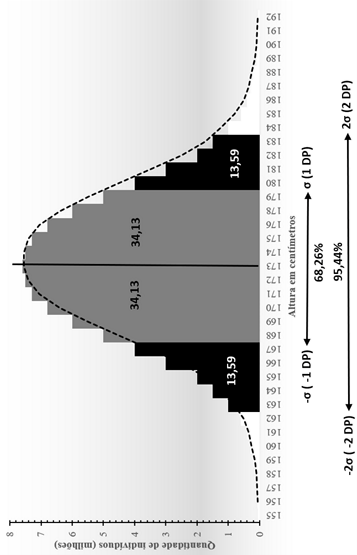 Quantidade de indivíduos (milhões)
8
7
6
5
4
3
2
1
0
34,13
34,13
13,59
13,59
155 156 157 158 159 160 161 162 163 164 165 166 167 168 169 170 171 172 173 174 175 176 178 179 180 181 182 183 184 185 186 187 188 189 190 191 192
Altura em centímetros
-σ ( -1 DP)
68,26%
σ (1 DP)
-2σ ( -2 DP)
95,44%
2σ (2 DP)